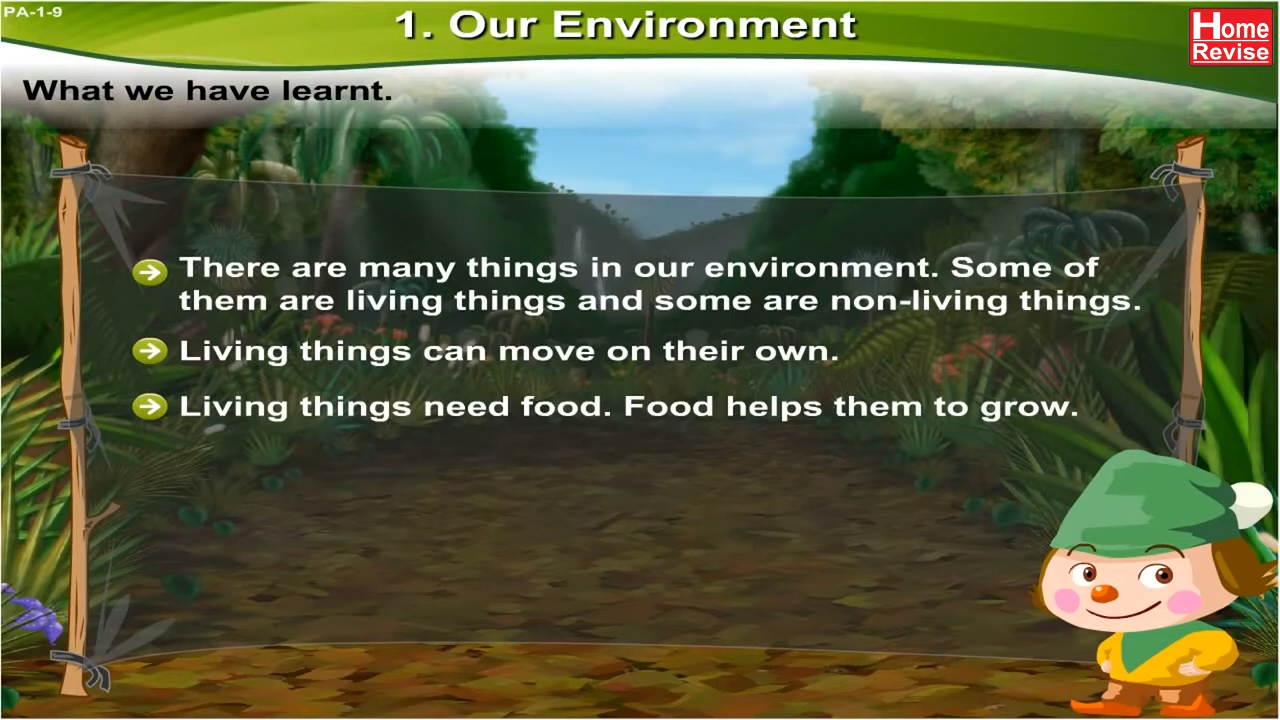 PA-1-9
1. Our Environment
Home
Revise
What we have learnt.
There are many things in our environment. Some of
them are living things and some are non-living things.
Living things can move on their own.
Living things need food. Food helps them to grow.